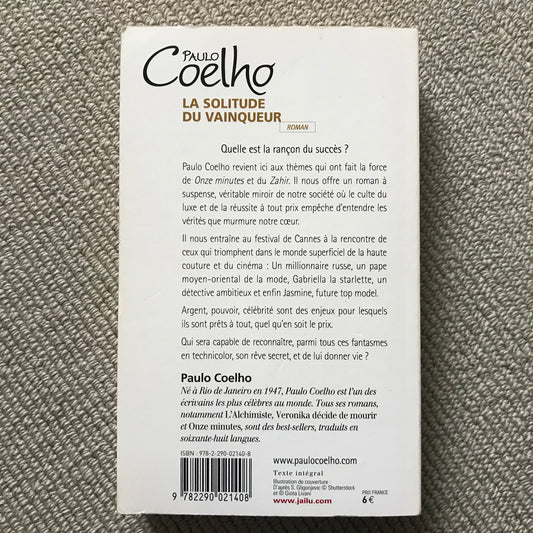 PAULO
Coelho
LA SOLITUDE
DU VAINQUEUR
ROMAN
Quelle est la rançon du succès ?
Paulo Coelho revient ici aux thèmes qui ont fait la force
de Onze minutes et du Zahir. Il nous offre un roman à
suspense, véritable miroir de notre société où le culte du
luxe et de la réussite à tout prix empêche d'entendre les
vérités que murmure notre cœur.
Il nous entraîne au festival de Cannes à la rencontre de
ceux qui triomphent dans le monde superficiel de la haute
couture et du cinéma : Un millionnaire russe, un pape
moyen-oriental de la mode, Gabriella la starlette, un
détective ambitieux et enfin Jasmine, future top model.
Argent, pouvoir, célébrité sont des enjeux pour lesquels
ils sont prêts à tout, quel qu'en soit le prix.
Qui sera capable de reconnaître, parmi tous ces fantasmes
en technicolor, son rêve secret, et de lui donner vie ?
Paulo Coelho
Né à Rio de Janeiro en 1947, Paulo Coelho est l'un des
écrivains les plus célèbres au monde. Tous ses romans,
notamment L'Alchimiste, Veronika décide de mourir
et Onze minutes, sont des best-sellers, traduits en
soixante-huit langues.
ISBN : 978-2-290-02140-8
www.paulocoelho.com
Texte intégral
Illustration de couverture :
D'après S. Gligorijevic © Shutterstock
et © Giota Livani
www.jailu.com
PRIX FRANCE
6 €
9 782290 021408